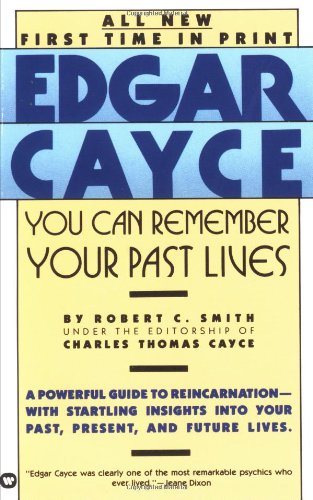 ALL NEW
FIRST TIME IN PRINT
EDGAR
CAYCE
YOU CAN REMEMBER
YOUR PAST LIVES
BY ROBERT C. SMITH
UNDER THE EDITORSHIP OF
CHARLES THOMAS CAYCE
A POWERFUL GUIDE TO REINCARNATION—
WITH STARTLING INSIGHTS INTO YOUR
PAST, PRESENT, AND FUTURE LIVES.
"Edgar Cayce was clearly one of the most remarkable psychics
who ever lived."—Jeane Dixon
Copyrighted Material